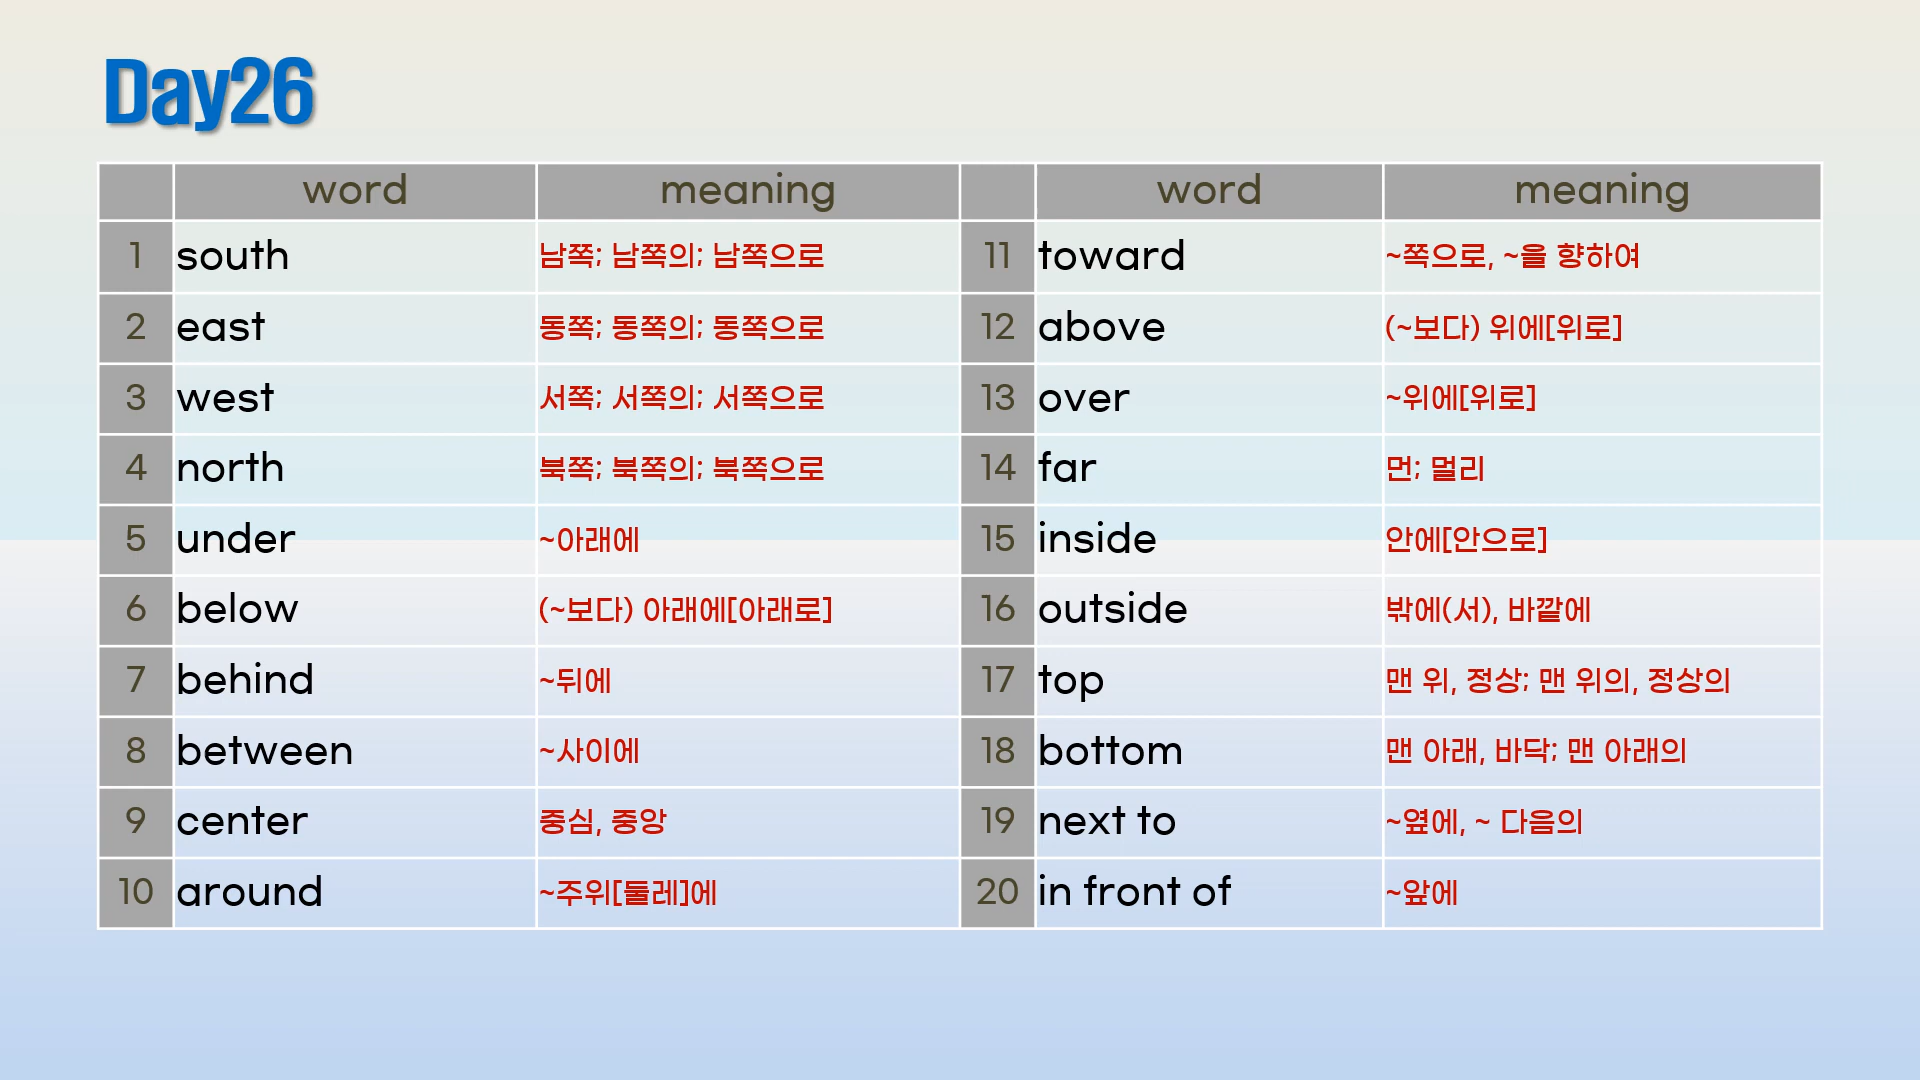 Day26
word meaning word meaning
1 south 남쪽; 남쪽의; 남쪽으로 11 toward ~쪽으로, ~을 향하여
2 east 동쪽; 동쪽의; 동쪽으로 12 above (~보다) 위에[위로]
3 west 서쪽; 서쪽의; 서쪽으로 13 over ~위에[위로]
4 north 북쪽; 북쪽의; 북쪽으로 14 far 먼; 멀리
5 under ~아래에 15 inside 안에[안으로]
6 below (~보다) 아래에[아래로] 16 outside 밖에(서), 바깥에
7 behind ~뒤에 17 top 맨 위, 정상; 맨 위의, 정상의
8 between ~사이에 18 bottom 맨 아래, 바닥; 맨 아래의
9 center 중심, 중앙 19 next to ~옆에, ~ 다음의
10 around ~주위[둘레]에 20 in front of ~앞에